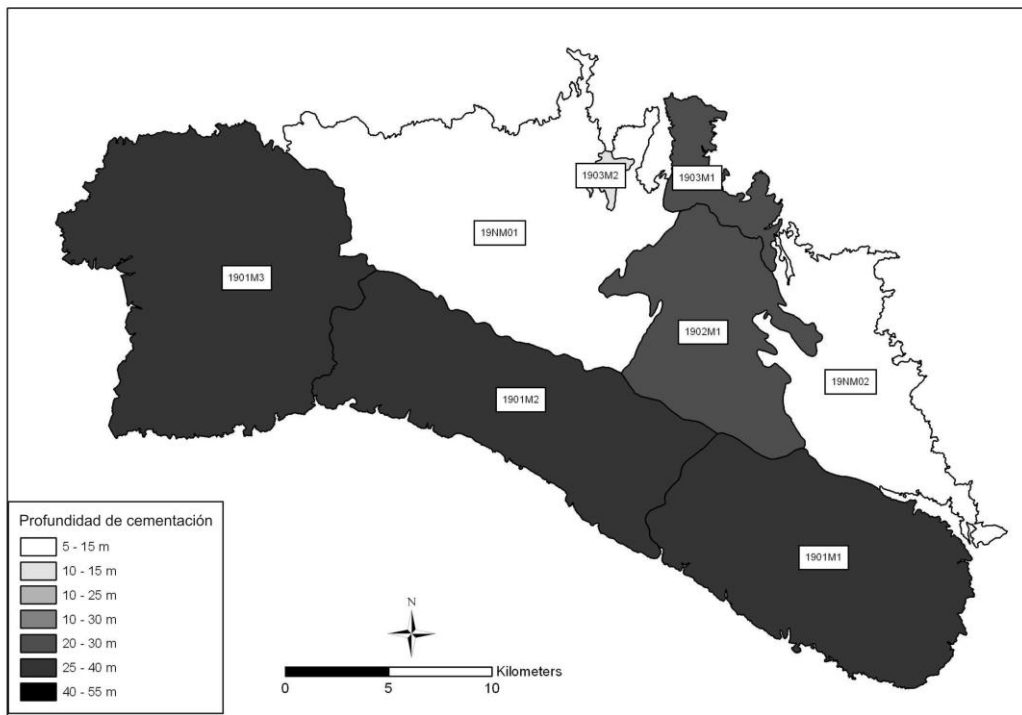 1903M2
1903M1
19NM01
1901M3
1902M1
19NM02
1901M2
1901M1
Profundidad de cementación
5 - 15 m
10 - 15 m
10 - 25 m
10 - 30 m
20 - 30 m
25 - 40 m
40 - 55 m
N
Kilometers
0 5 10